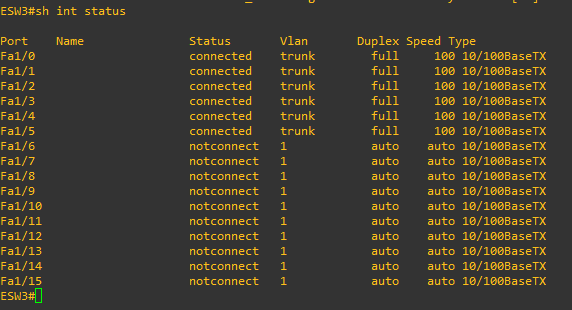 ESW3#sh int status
Port Name Status Vlan Duplex Speed Type
Fa1/0 connected trunk full 100 10/100BaseTX
Fa1/1 connected trunk full 100 10/100BaseTX
Fa1/2 connected trunk full 100 10/100BaseTX
Fa1/3 connected trunk full 100 10/100BaseTX
Fa1/4 connected trunk full 100 10/100BaseTX
Fa1/5 connected trunk full 100 10/100BaseTX
Fa1/6 notconnect 1 auto auto 10/100BaseTX
Fa1/7 notconnect 1 auto auto 10/100BaseTX
Fa1/8 notconnect 1 auto auto 10/100BaseTX
Fa1/9 notconnect 1 auto auto 10/100BaseTX
Fa1/10 notconnect 1 auto auto 10/100BaseTX
Fa1/11 notconnect 1 auto auto 10/100BaseTX
Fa1/12 notconnect 1 auto auto 10/100BaseTX
Fa1/13 notconnect 1 auto auto 10/100BaseTX
Fa1/14 notconnect 1 auto auto 10/100BaseTX
Fa1/15 notconnect 1 auto auto 10/100BaseTX
ESW3#